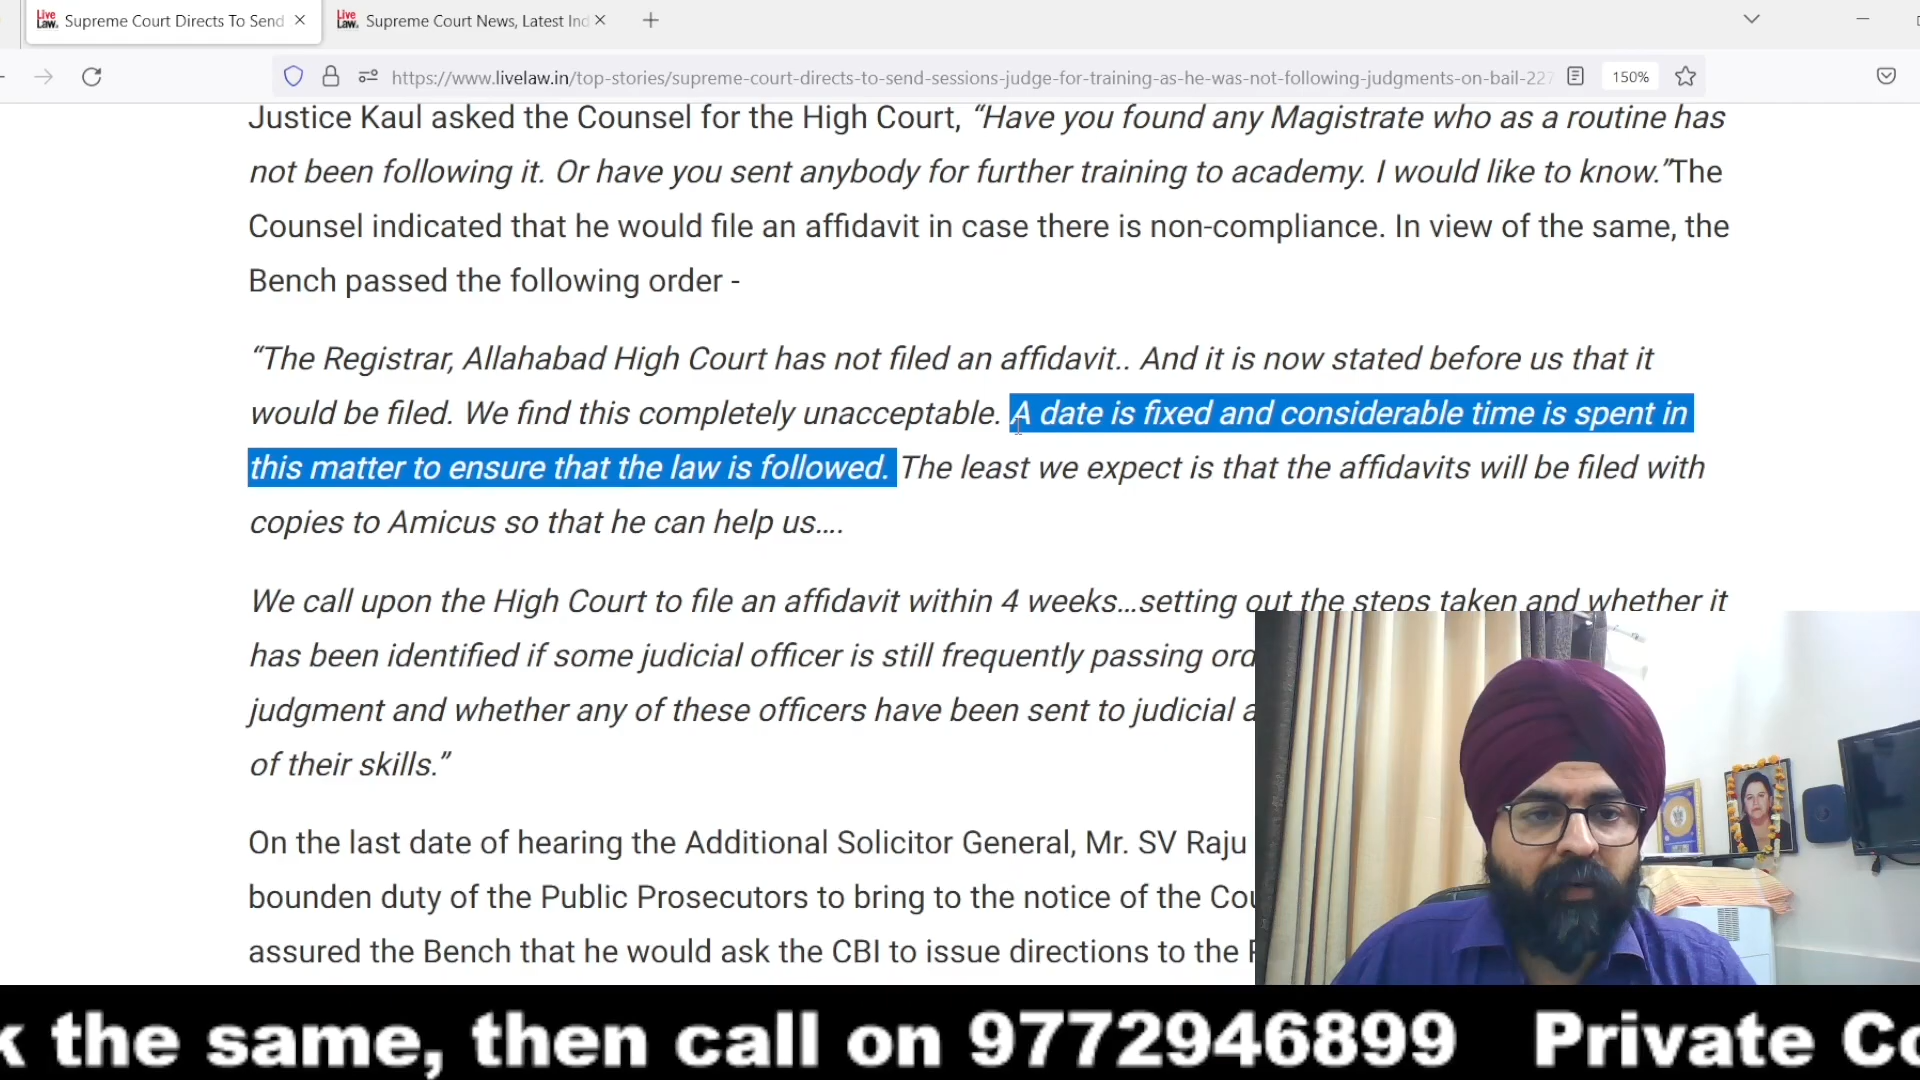 Live Law. Supreme Court Directs To Send
Live Law. Supreme Court News, Latest Ind
https://www.livelaw.in/top-stories/supreme-court-directs-to-send-sessions-judge-for-training-as-he-was-not-following-judgments-on-bail-227
150%
Justice Kaul asked the Counsel for the High Court, “Have you found any Magistrate who as a routine has
not been following it. Or have you sent anybody for further training to academy. I would like to know.”The
Counsel indicated that he would file an affidavit in case there is non-compliance. In view of the same, the
Bench passed the following order -
“The Registrar, Allahabad High Court has not filed an affidavit.. And it is now stated before us that it
would be filed. We find this completely unacceptable. A date is fixed and considerable time is spent in
this matter to ensure that the law is followed. The least we expect is that the affidavits will be filed with
copies to Amicus so that he can help us….
We call upon the High Court to file an affidavit within 4 weeks…setting out the steps taken and whether it
has been identified if some judicial officer is still frequently passing ord
judgment and whether any of these officers have been sent to judicial a
of their skills.”
On the last date of hearing the Additional Solicitor General, Mr. SV Raju
bounden duty of the Public Prosecutors to bring to the notice of the Cou
assured the Bench that he would ask the CBI to issue directions to the P
k the same, then call on 9772946899 Private Co